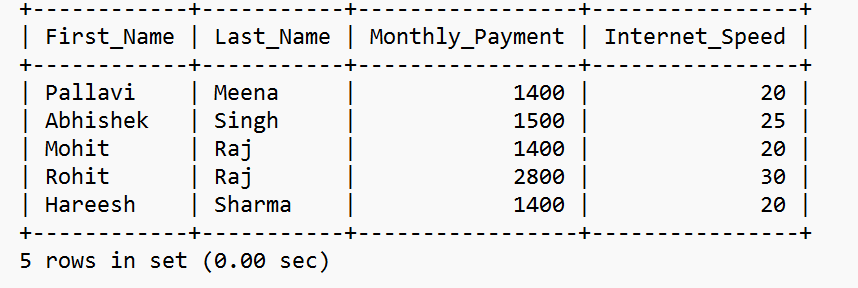 +------------+-----------+-----------------+----------------+
| First_Name | Last_Name | Monthly_Payment | Internet_Speed |
+------------+-----------+-----------------+----------------+
| Pallavi    | Meena     |            1400 |             20 |
| Abhishek   | Singh     |            1500 |             25 |
| Mohit      | Raj       |            1400 |             20 |
| Rohit      | Raj       |            2800 |             30 |
| Hareesh    | Sharma    |            1400 |             20 |
+------------+-----------+-----------------+----------------+
5 rows in set (0.00 sec)